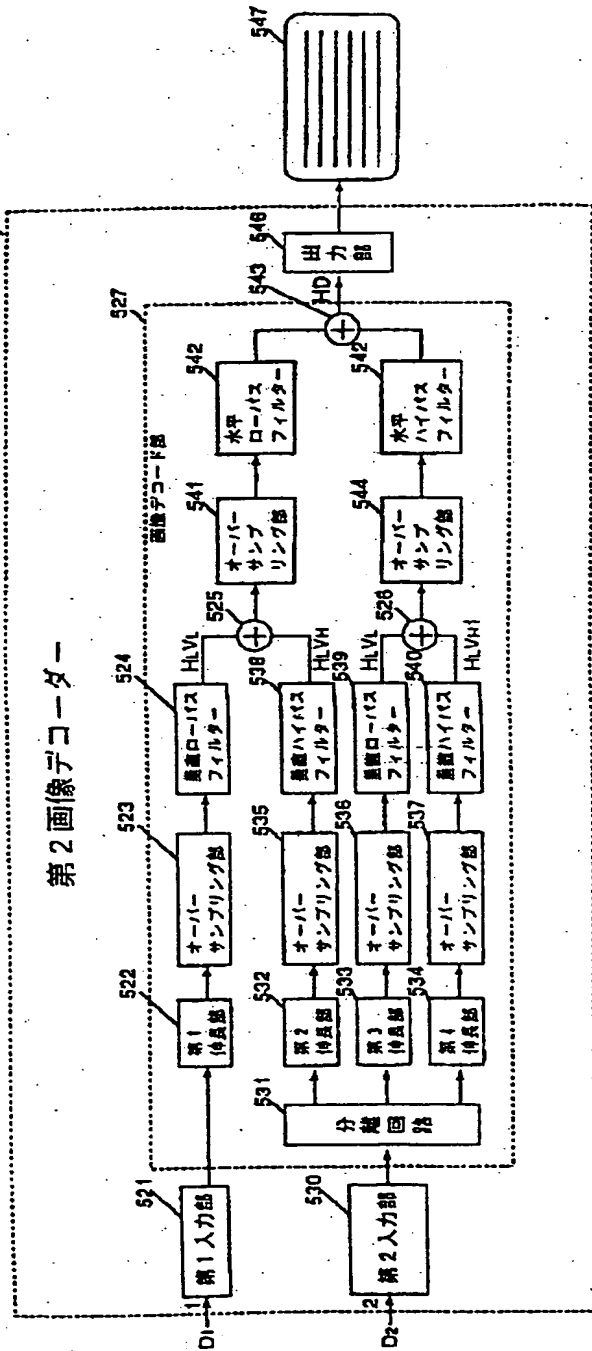 第2画像デコーダー
画像デコード部
527
D1
1
521
第1入力部
522
第1
伸長部
523
オーバー
サンプリング部
524
垂直ローパス
フィルター
HLVL
525
541
オーバー
サンプ
リング部
542
水平
ローパス
フィルター
543
HD
546
出力部
547
D2
2
530
第2入力部
531
分離回路
532
第2
伸長部
535
オーバー
サンプリング部
538
垂直ハイパス
フィルター
HLVH
533
第3
伸長部
536
オーバー
サンプリング部
539
垂直ローパス
フィルター
HLVL
534
第4
伸長部
537
オーバー
サンプリング部
540
垂直ハイパス
フィルター
HLVH1
526
544
オーバー
サンプ
リング部
542
水平
ハイパス
フィルター